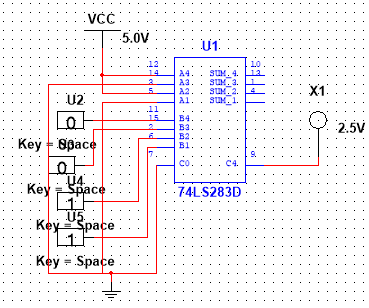 VCC
5.0V
U1
12
14
3
5
A4
A3
A2
A1
SUM_4
SUM_3
SUM_2
SUM_1
10
13
1
4
X1
2.5V
U2
0
11
15
2
6
B4
B3
B2
B1
Key = Space
0
7
C0
C4
9
Key = Space
74LS283D
U4
1
Key = Space
U5
1
Key = Space